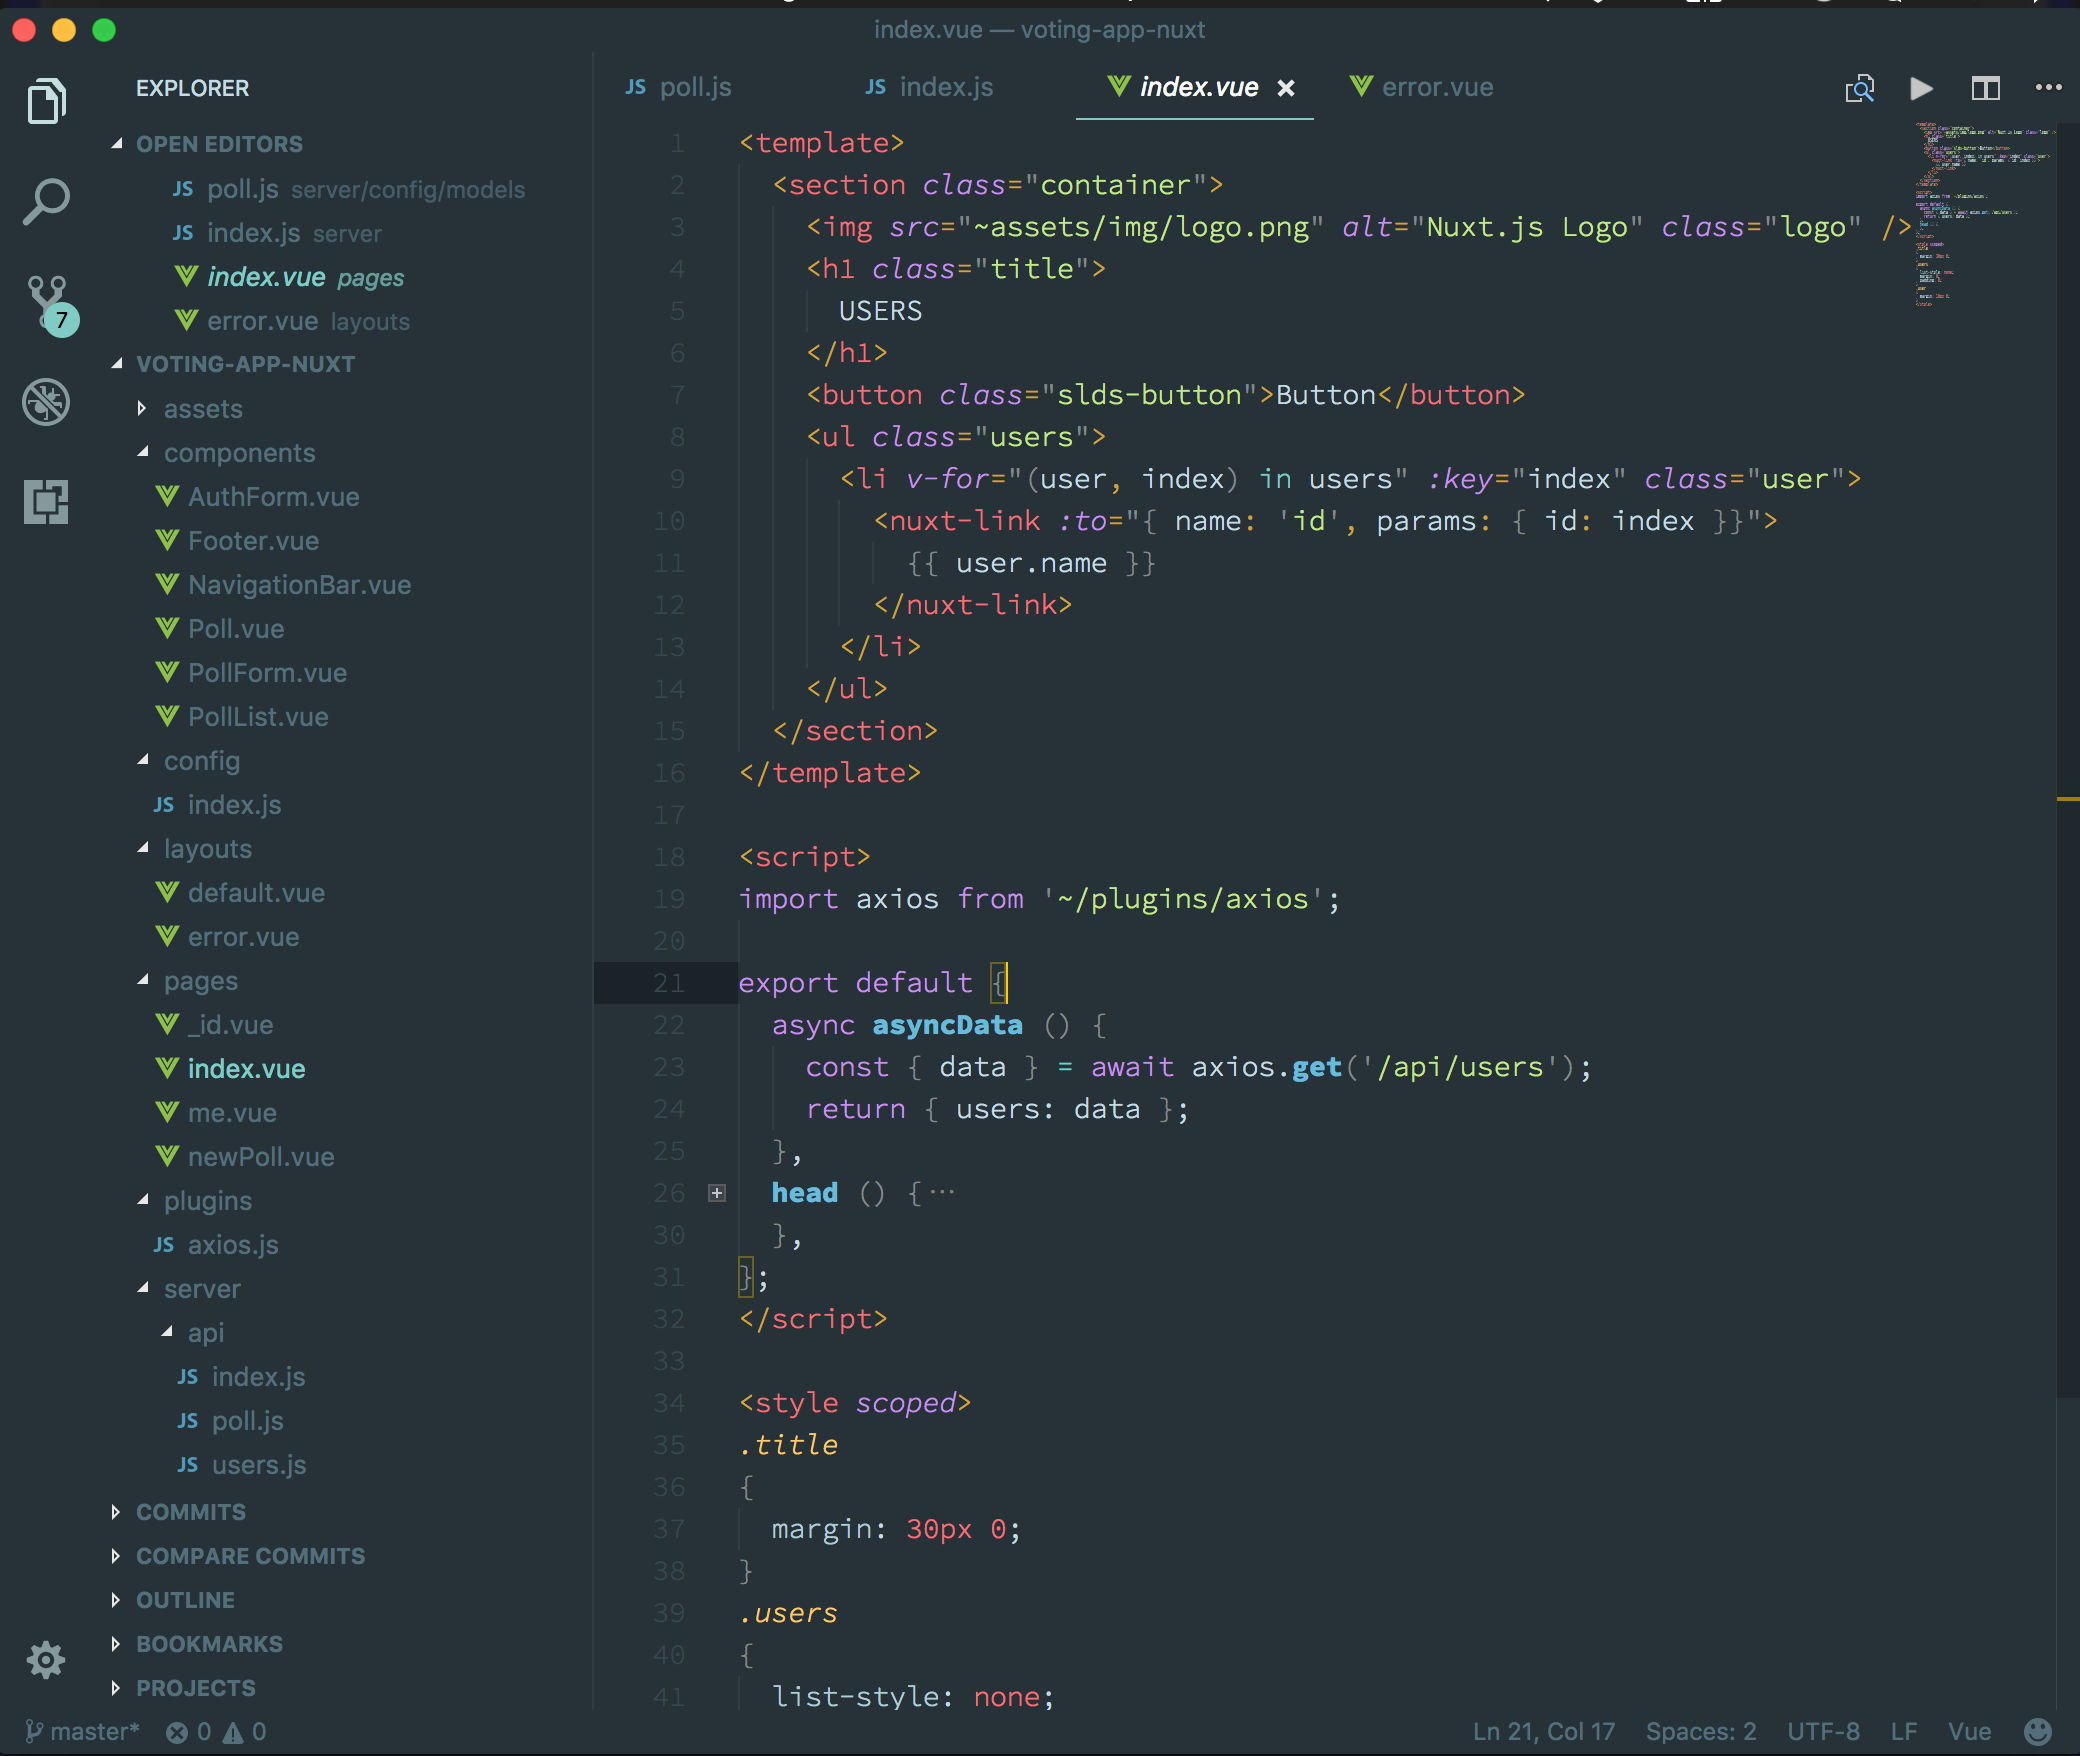 index.vue — voting-app-nuxt
EXPLORER
OPEN EDITORS
JS poll.js server/config/models
JS index.js server
index.vue pages
error.vue layouts
VOTING-APP-NUXT
assets
components
AuthForm.vue
Footer.vue
NavigationBar.vue
Poll.vue
PollForm.vue
PollList.vue
config
JS index.js
layouts
default.vue
error.vue
pages
_id.vue
index.vue
me.vue
newPoll.vue
plugins
JS axios.js
server
api
JS index.js
JS poll.js
JS users.js
COMMITS
COMPARE COMMITS
OUTLINE
BOOKMARKS
PROJECTS
7
JS poll.js JS index.js index.vue error.vue
1 <template>
2 <section class="container">
3 <img src="~assets/img/logo.png" alt="Nuxt.js Logo" class="logo" />
4 <h1 class="title">
5 USERS
6 </h1>
7 <button class="slds-button">Button</button>
8 <ul class="users">
9 <li v-for="(user, index) in users" :key="index" class="user">
10 <nuxt-link :to="{ name: 'id', params: { id: index }}">
11 {{ user.name }}
12 </nuxt-link>
13 </li>
14 </ul>
15 </section>
16 </template>
17
18 <script>
19 import axios from '~/plugins/axios';
20
21 export default {
22 async asyncData () {
23 const { data } = await axios.get('/api/users');
24 return { users: data };
25 },
26 head () {···
30 },
31 };
32 </script>
33
34 <style scoped>
35 .title
36 {
37 margin: 30px 0;
38 }
39 .users
40 {
41 list-style: none;
master* 0 0 Ln 21, Col 17 Spaces: 2 UTF-8 LF Vue